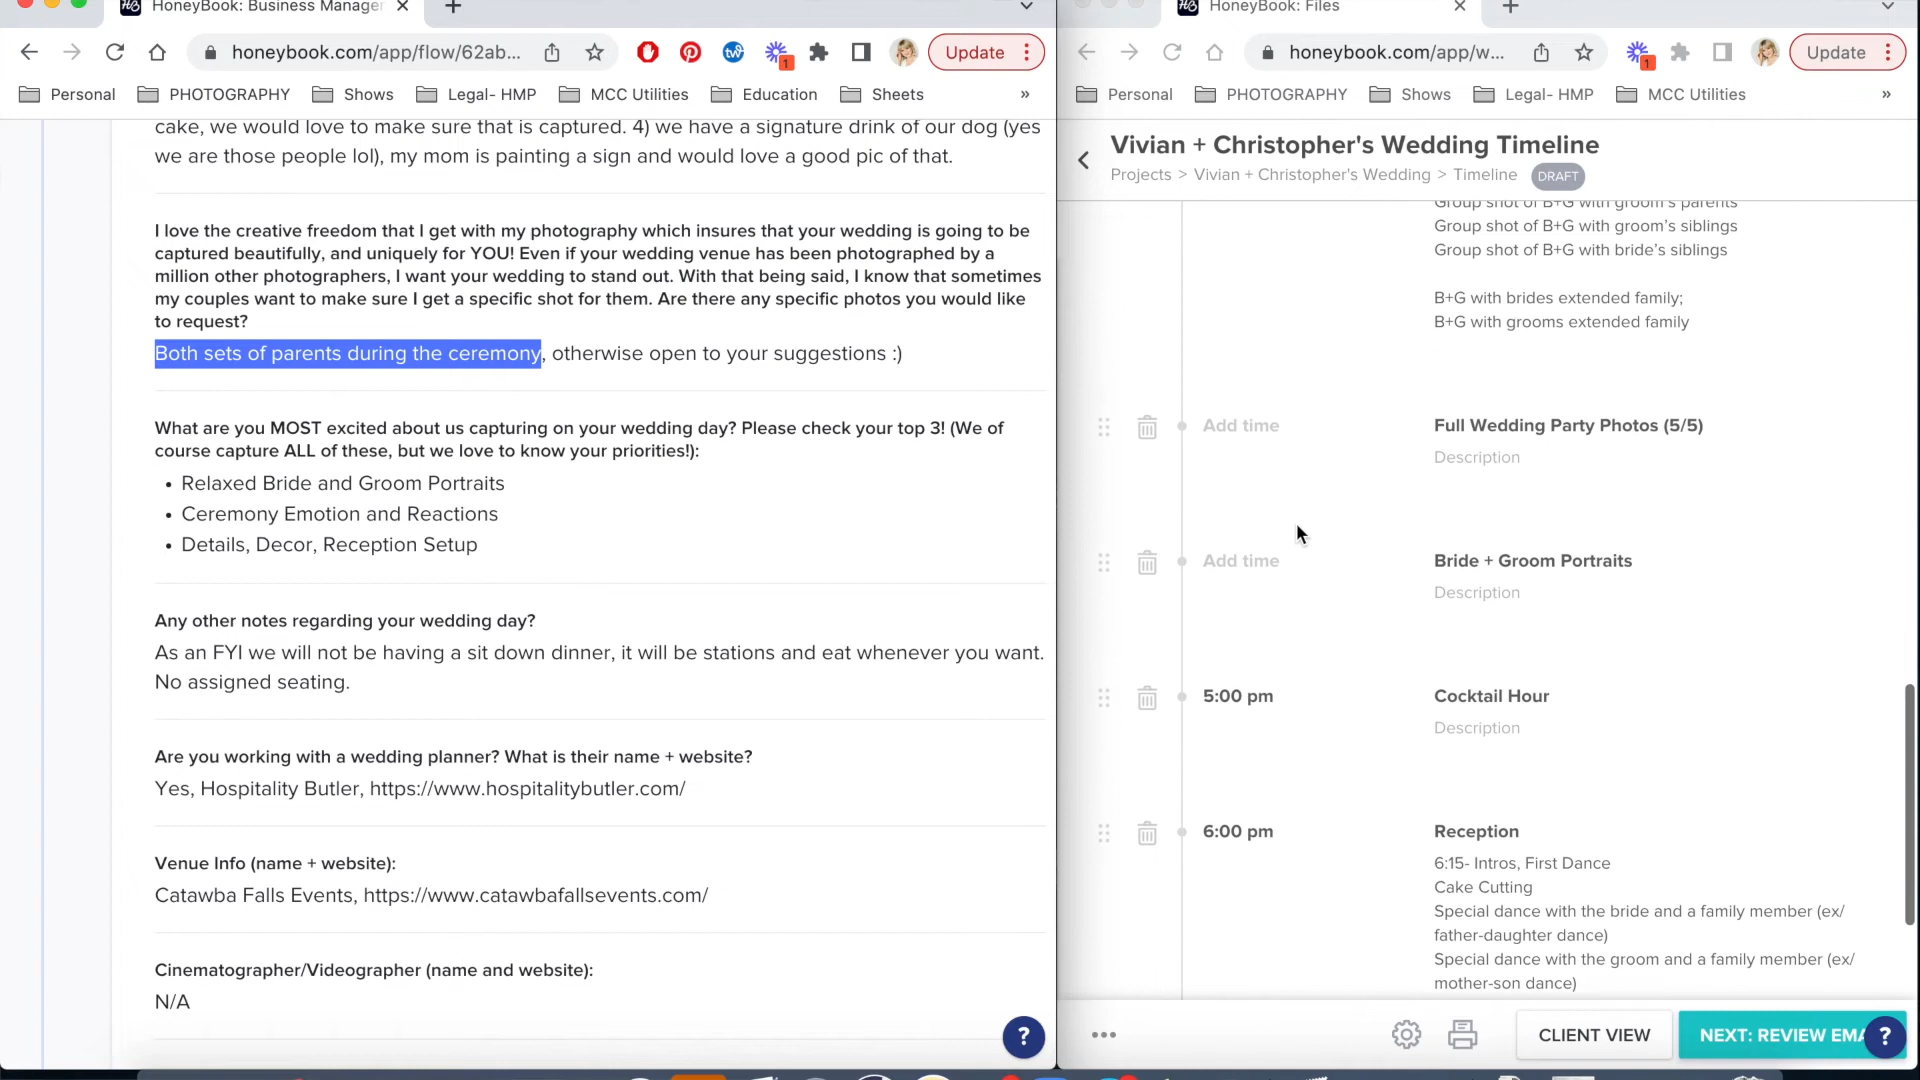 HoneyBook: Business Manager
honeybook.com/app/flow/62ab...
1
Update
Personal
PHOTOGRAPHY
Shows
Legal- HMP
MCC Utilities
Education
Sheets
»
cake, we would love to make sure that is captured. 4) we have a signature drink of our dog (yes
we are those people lol), my mom is painting a sign and would love a good pic of that.
I love the creative freedom that I get with my photography which insures that your wedding is going to be
captured beautifully, and uniquely for YOU! Even if your wedding venue has been photographed by a
million other photographers, I want your wedding to stand out. With that being said, I know that sometimes
my couples want to make sure I get a specific shot for them. Are there any specific photos you would like
to request?
Both sets of parents during the ceremony, otherwise open to your suggestions :)
What are you MOST excited about us capturing on your wedding day? Please check your top 3! (We of
course capture ALL of these, but we love to know your priorities!):
• Relaxed Bride and Groom Portraits
• Ceremony Emotion and Reactions
• Details, Decor, Reception Setup
Any other notes regarding your wedding day?
As an FYI we will not be having a sit down dinner, it will be stations and eat whenever you want.
No assigned seating.
Are you working with a wedding planner? What is their name + website?
Yes, Hospitality Butler, https://www.hospitalitybutler.com/
Venue Info (name + website):
Catawba Falls Events, https://www.catawbafallsevents.com/
Cinematographer/Videographer (name and website):
N/A
?
HoneyBook: Files
honeybook.com/app/w...
1
Update
Personal
PHOTOGRAPHY
Shows
Legal- HMP
MCC Utilities
»
Vivian + Christopher's Wedding Timeline
Projects > Vivian + Christopher's Wedding > Timeline DRAFT
Group shot of B+G with groom's parents
Group shot of B+G with groom's siblings
Group shot of B+G with bride's siblings
B+G with brides extended family;
B+G with grooms extended family
Add time
Full Wedding Party Photos (5/5)
Description
Add time
Bride + Groom Portraits
Description
5:00 pm
Cocktail Hour
Description
6:00 pm
Reception
6:15- Intros, First Dance
Cake Cutting
Special dance with the bride and a family member (ex/
father-daughter dance)
Special dance with the groom and a family member (ex/
mother-son dance)
CLIENT VIEW
NEXT: REVIEW EMA
?